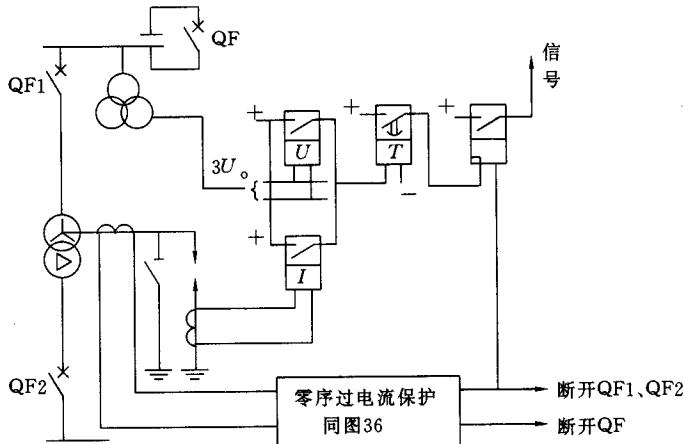 QF
信号
QF1
+
+
+
U
T
3U₀
{
−
+
I
QF2
零序过电流保护
同图36
断开QF1、QF2
断开QF